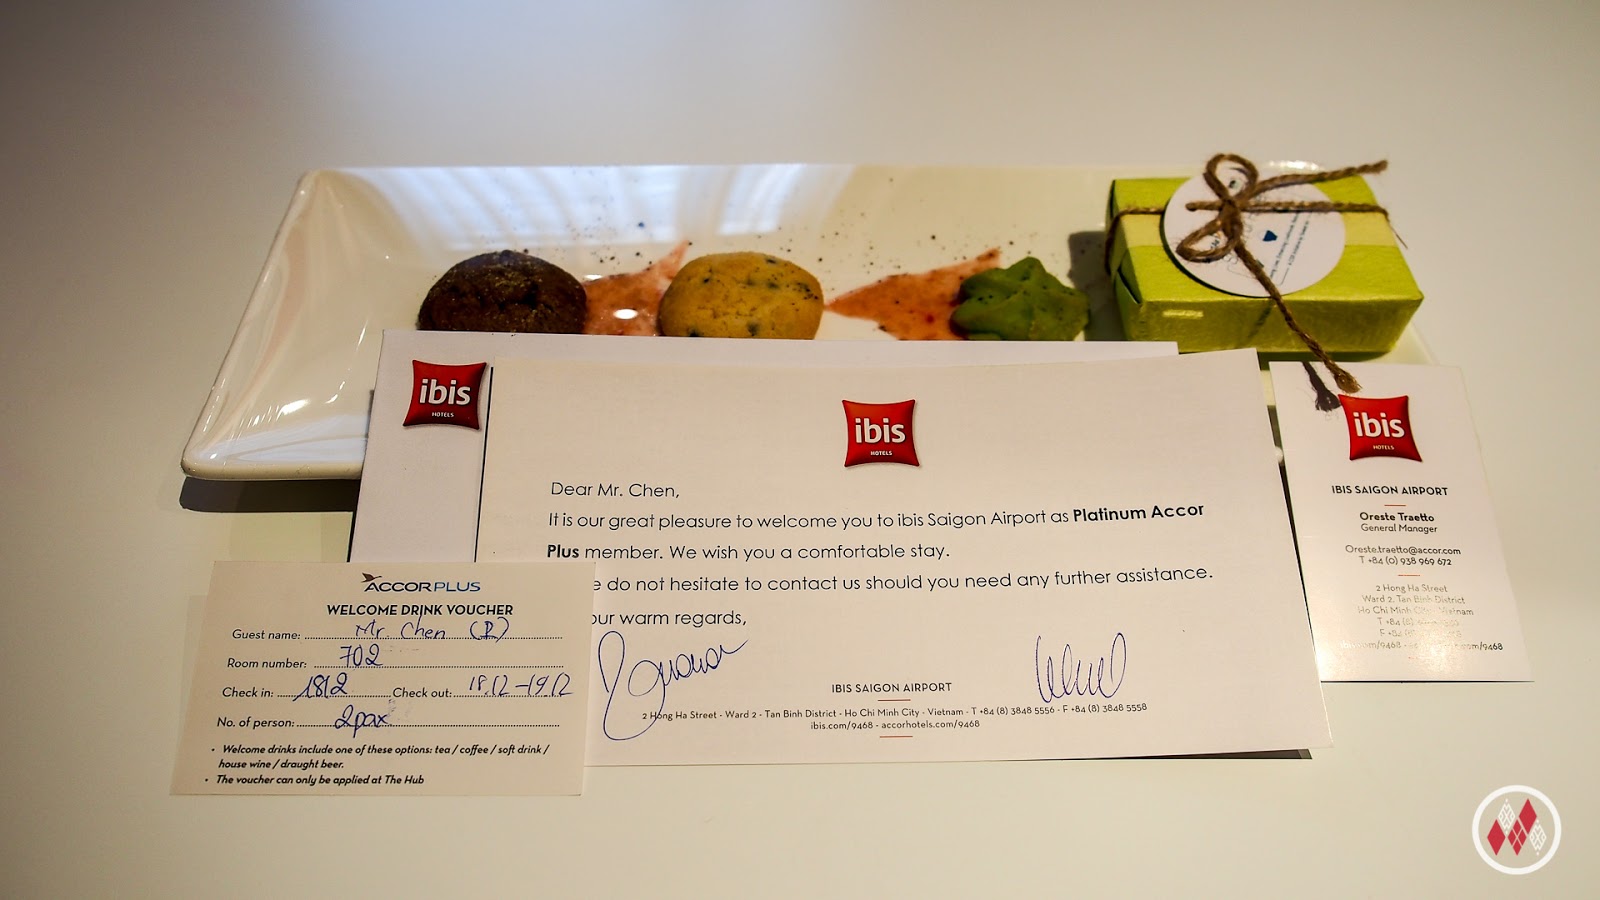 ibis
HOTELS
ibis
HOTELS
Dear Mr. Chen,
It is our great pleasure to welcome you to ibis Saigon Airport as Platinum Accor
Plus member. We wish you a comfortable stay.
e do not hesitate to contact us should you need any further assistance.
our warm regards,
IBIS SAIGON AIRPORT
2 Hong Ha Street - Ward 2 - Tan Binh District - Ho Chi Minh City - Vietnam - T +84 (8) 3848 5556 - F +84 (8) 3848 5558
ibis.com/9468 - accorhotels.com/9468
ACCORPLUS
WELCOME DRINK VOUCHER
Guest name: Mr. Chen (P)
Room number: 702
Check in: 18/12 Check out: 18.12-19.12
No. of person: 2pax
• Welcome drinks include one of these options: tea / coffee / soft drink /
house wine / draught beer.
• The voucher can only be applied at The Hub
ibis
HOTELS
IBIS SAIGON AIRPORT
Oreste Traetto
General Manager
Oreste.traetto@accor.com
T +84 (0) 938 969 672
2 Hong Ha Street
Ward 2, Tan Binh District
Ho Chi Minh City - Vietnam